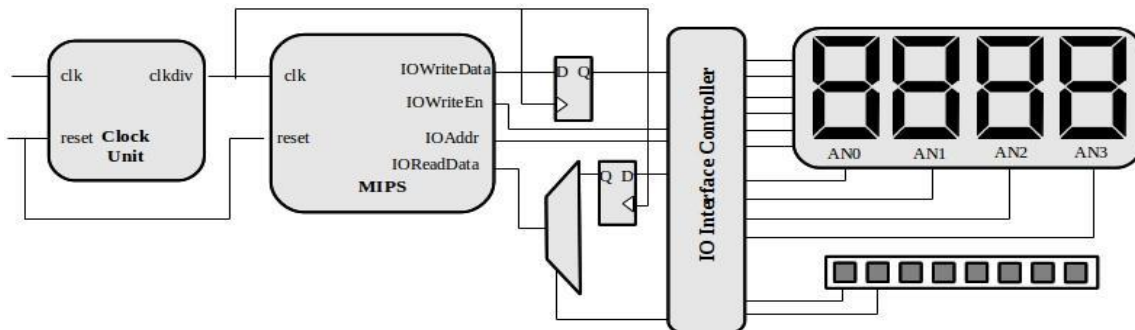 clk
clkdiv
reset
Clock
Unit
clk
reset
IOWriteData
IOWriteEn
IOAddr
IOReadData
MIPS
D Q
Q D
IO Interface Controller
AN0 AN1 AN2 AN3